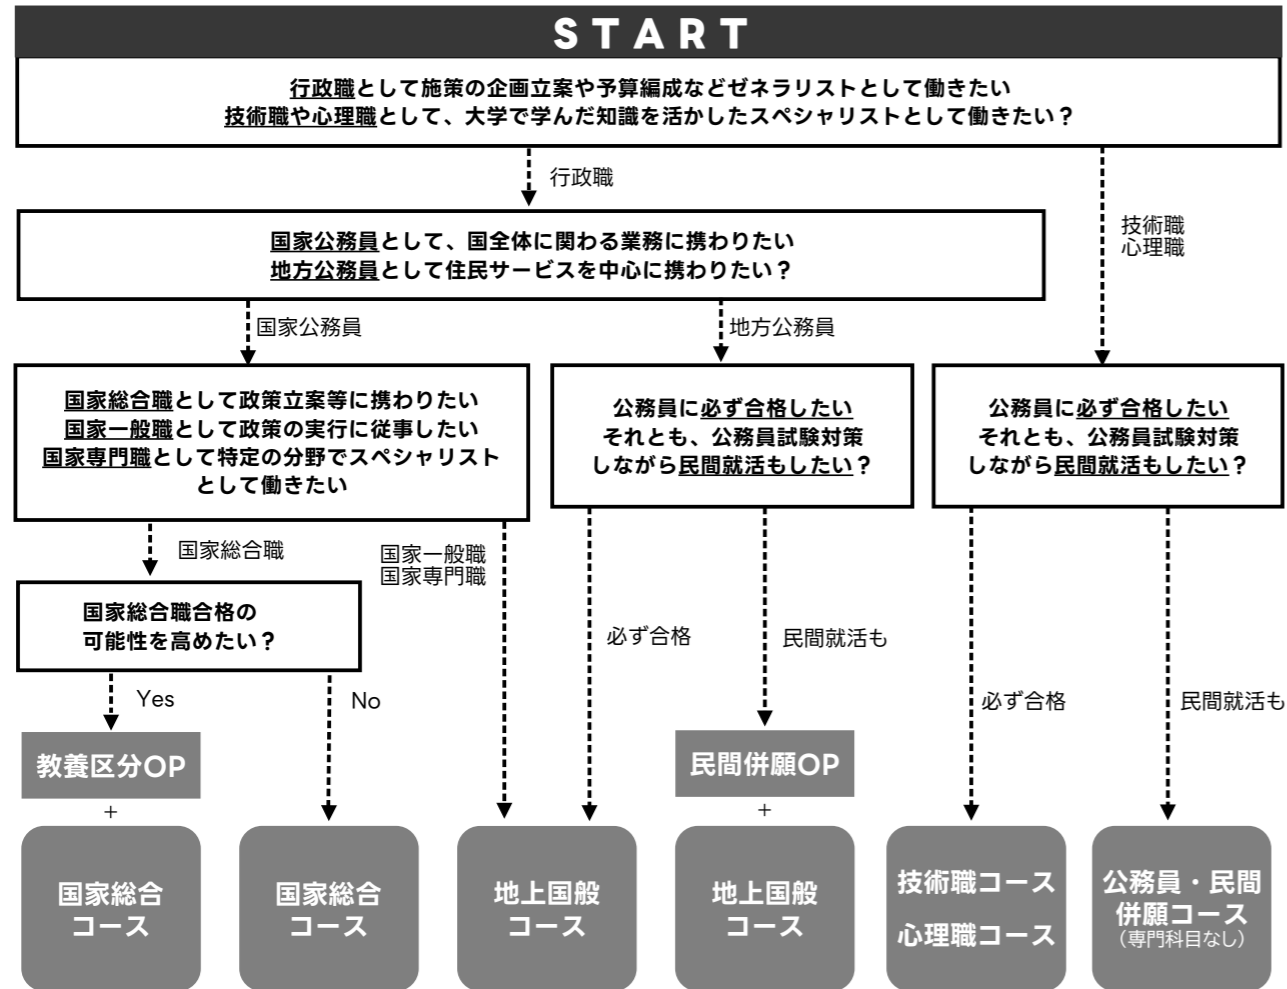 START
行政職として施策の企画立案や予算編成などゼネラリストとして働きたい
技術職や心理職として、大学で学んだ知識を活かしたスペシャリストとして働きたい？
行政職
技術職
心理職
国家公務員として、国全体に関わる業務に携わりたい
地方公務員として住民サービスを中心に携わりたい？
国家公務員
地方公務員
国家総合職として政策立案等に携わりたい
国家一般職として政策の実行に従事したい
国家専門職として特定の分野でスペシャリスト
として働きたい
公務員に必ず合格したい
それとも、公務員試験対策
しながら民間就活もしたい？
公務員に必ず合格したい
それとも、公務員試験対策
しながら民間就活もしたい？
国家総合職
国家一般職
国家専門職
国家総合職合格の
可能性を高めたい？
必ず合格
民間就活も
Yes
No
必ず合格
民間就活も
教養区分OP
+
国家総合
コース
国家総合
コース
地上国般
コース
民間併願OP
+
地上国般
コース
技術職コース
心理職コース
公務員・民間
併願コース
（専門科目なし）